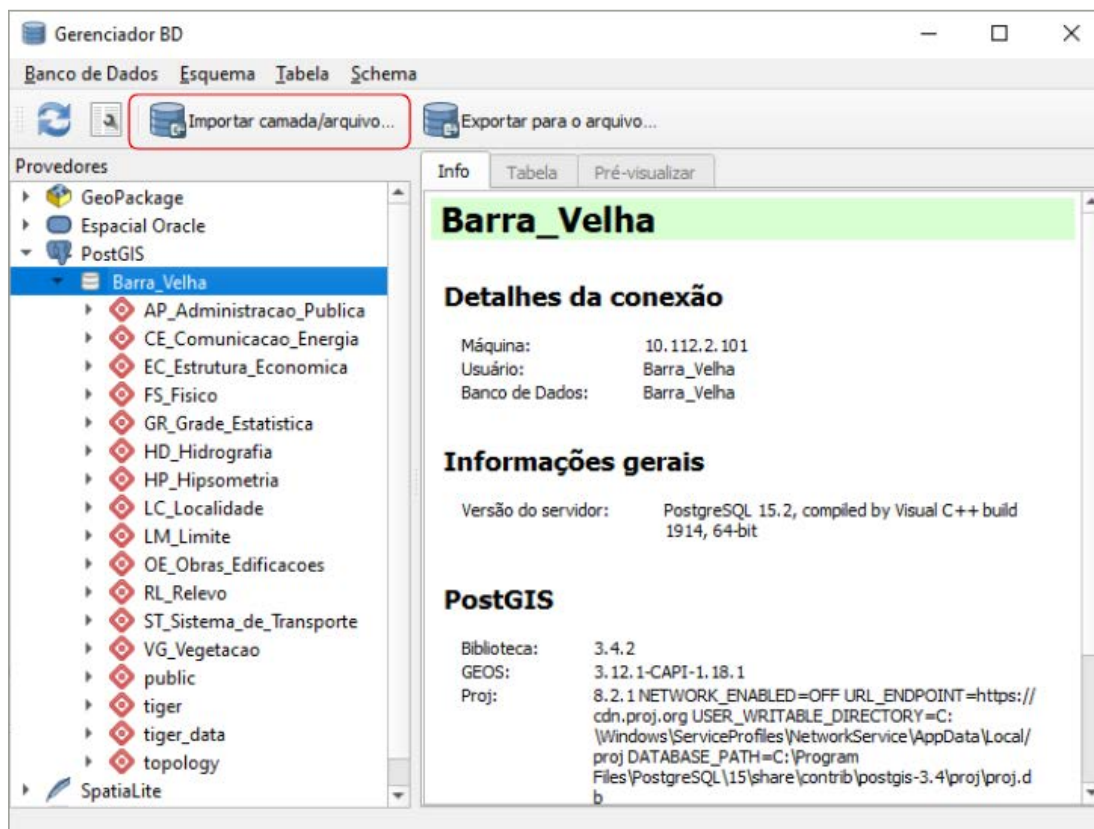 Gerenciador BD
Banco de Dados Esquema Tabela Schema
Importar camada/arquivo... Exportar para o arquivo...
Provedores
GeoPackage
Espacial Oracle
PostGIS
Barra_Velha
AP_Administracao_Publica
CE_Comunicacao_Energia
EC_Estrutura_Economica
FS_Fisico
GR_Grade_Estatistica
HD_Hidrografia
HP_Hipsometria
LC_Localidade
LM_Limite
OE_Obras_Edificacoes
RL_Relevo
ST_Sistema_de_Transporte
VG_Vegetacao
public
tiger
tiger_data
topology
SpatiaLite
Info Tabela Pré-visualizar
Barra_Velha
Detalhes da conexão
Máquina: 10.112.2.101
Usuário: Barra_Velha
Banco de Dados: Barra_Velha
Informações gerais
Versão do servidor: PostgreSQL 15.2, compiled by Visual C++ build
1914, 64-bit
PostGIS
Biblioteca: 3.4.2
GEOS: 3.12.1-CAPI-1.18.1
Proj: 8.2.1 NETWORK_ENABLED=OFF URL_ENDPOINT=https://
cdn.proj.org USER_WRITABLE_DIRECTORY=C:
\Windows\ServiceProfiles\NetworkService\AppData\Local/
proj DATABASE_PATH=C:\Program
Files\PostgreSQL\15\share\contrib\postgis-3.4\proj\proj.d
b